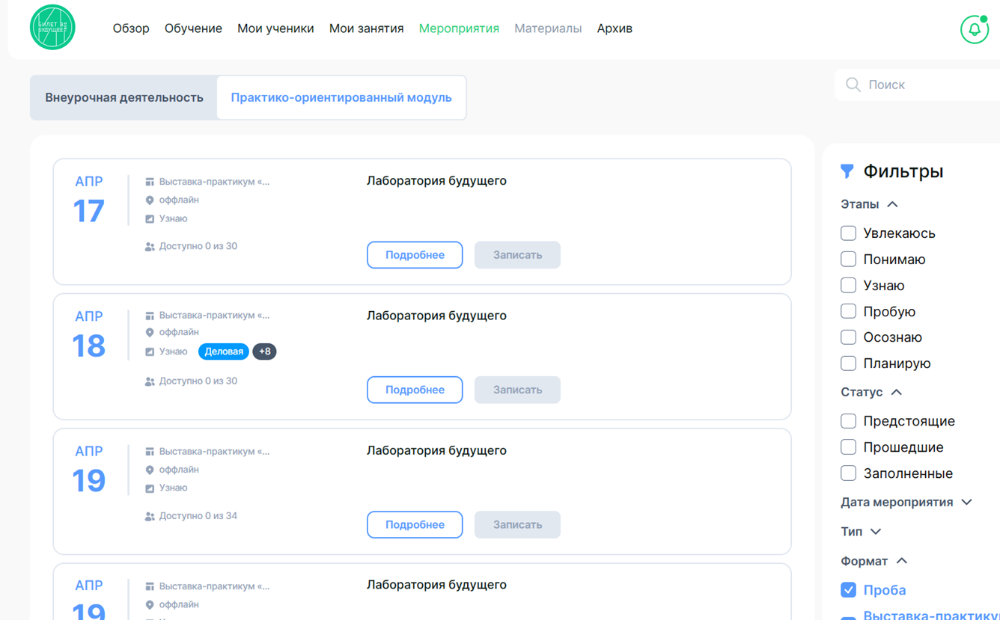 БИЛЕТ В
БУДУЩЕЕ
Обзор Обучение Мои ученики Мои занятия Мероприятия Материалы Архив
Внеурочная деятельность Практико-ориентированный модуль
Поиск
АПР
17
Выставка-практикум «...
оффлайн
Узнаю
Доступно 0 из 30
Лаборатория будущего
Подробнее Записать
АПР
18
Выставка-практикум «...
оффлайн
Узнаю Деловая +8
Доступно 0 из 30
Лаборатория будущего
Подробнее Записать
АПР
19
Выставка-практикум «...
оффлайн
Узнаю
Доступно 0 из 34
Лаборатория будущего
Подробнее Записать
АПР
19
Выставка-практикум «...
оффлайн
Лаборатория будущего
Фильтры
Этапы
Увлекаюсь
Понимаю
Узнаю
Пробую
Осознаю
Планирую
Статус
Предстоящие
Прошедшие
Заполненные
Дата мероприятия
Тип
Формат
Проба
Выставка-практикум